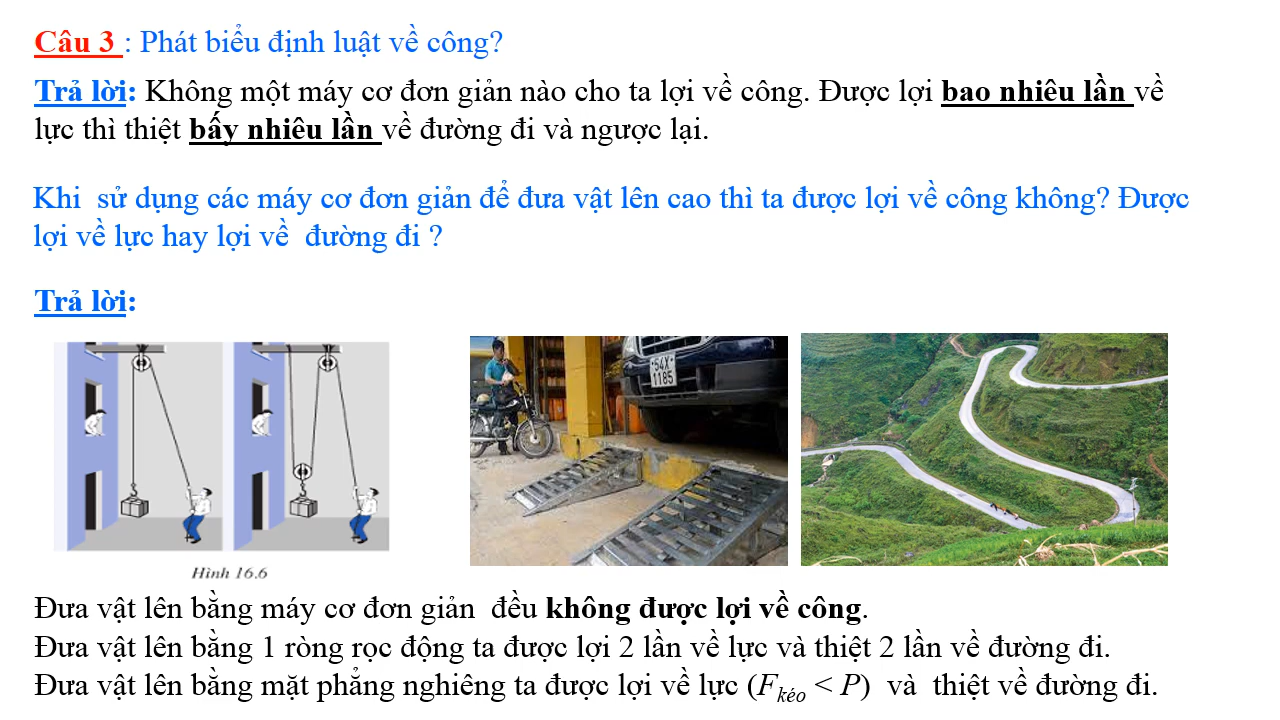 Câu 3 : Phát biểu định luật về công?
Trả lời: Không một máy cơ đơn giản nào cho ta lợi về công. Được lợi bao nhiêu lần về
lực thì thiệt bấy nhiêu lần về đường đi và ngược lại.
Khi sử dụng các máy cơ đơn giản để đưa vật lên cao thì ta được lợi về công không? Được
lợi về lực hay lợi về đường đi ?
Trả lời:
54X
1185
Hình 16.6
Đưa vật lên bằng máy cơ đơn giản đều không được lợi về công.
Đưa vật lên bằng 1 ròng rọc động ta được lợi 2 lần về lực và thiệt 2 lần về đường đi.
Đưa vật lên bằng mặt phẳng nghiêng ta được lợi về lực (Fkéo < P) và thiệt về đường đi.